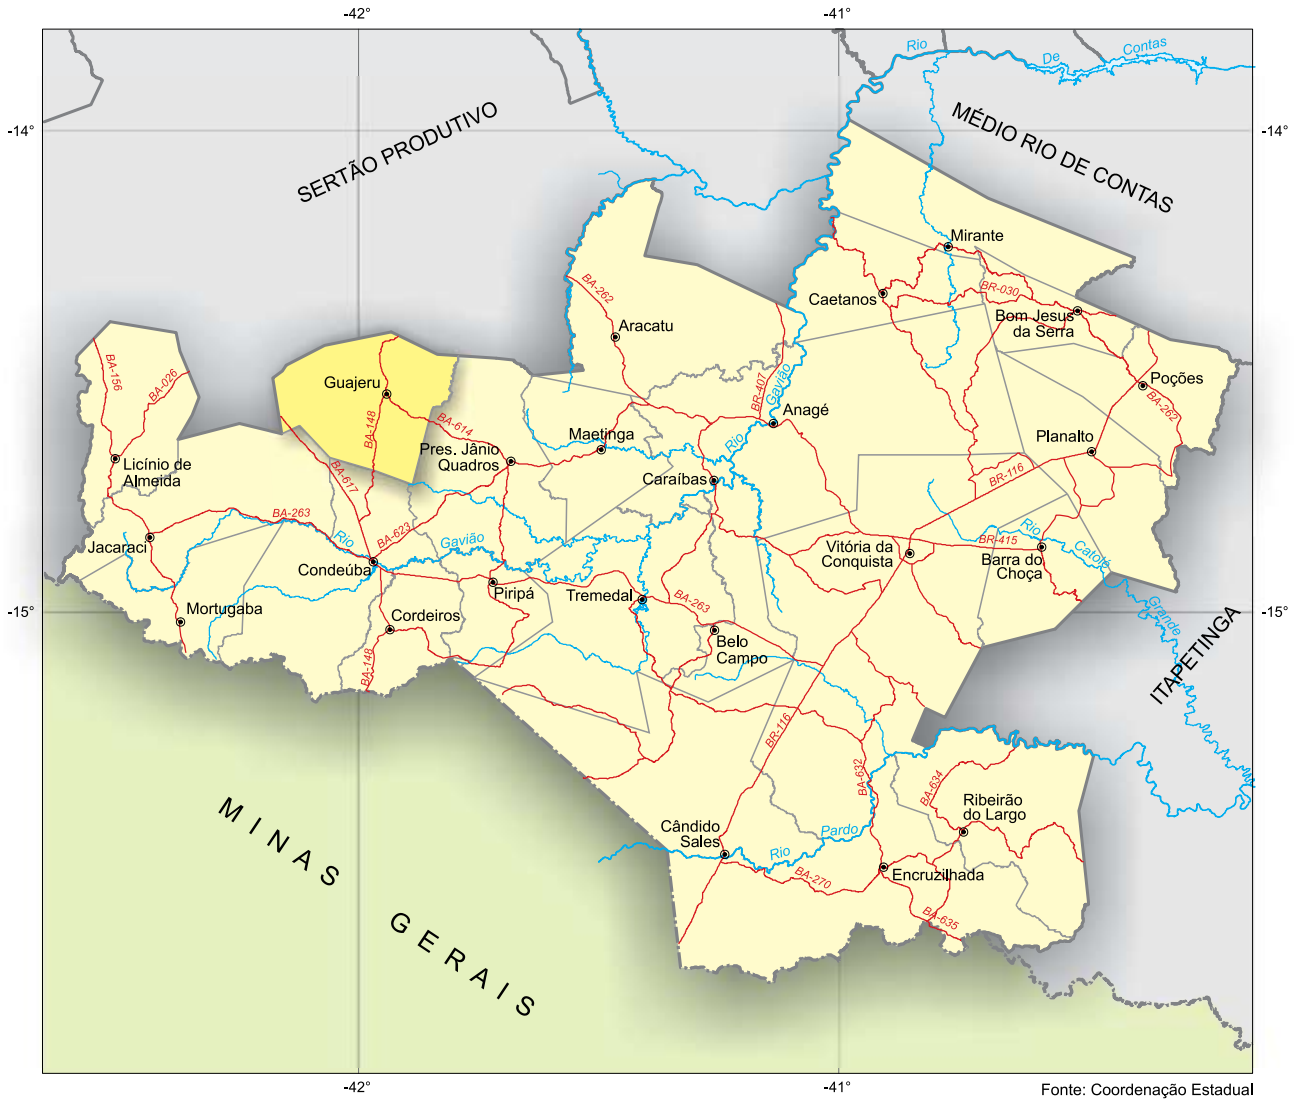 -42°
-41°
Rio
De
Contas
-14°
-14°
SERTÃO PRODUTIVO
MÉDIO RIO DE CONTAS
Mirante
BA-262
Caetanos
BR-030
Bom Jesus
da Serra
Aracatu
BA-156
BA-026
Guajeru
BR-407
Gavião
Poções
BA-262
BA-148
BA-614
Anagé
Maetinga
Rio
Planalto
Pres. Jânio
Quadros
Licínio de
Almeida
BA-617
Caraíbas
BR-116
BA-263
Rio
BA-623
Gavião
Jacaraci
Condeúba
Vitória da
Conquista
BR-415
Rio
Catolé
Barra do
Choça
Piripá
Tremedal
BA-263
Mortugaba
Cordeiros
-15°
-15°
Grande
Belo
Campo
BA-148
ITAPETINGA
BR-116
BA-632
BA-634
MINAS GERAIS
Ribeirão
do Largo
Cândido
Sales
Pardo
Rio
BA-270
Encruzilhada
BA-635
-42°
-41°
Fonte: Coordenação Estadual